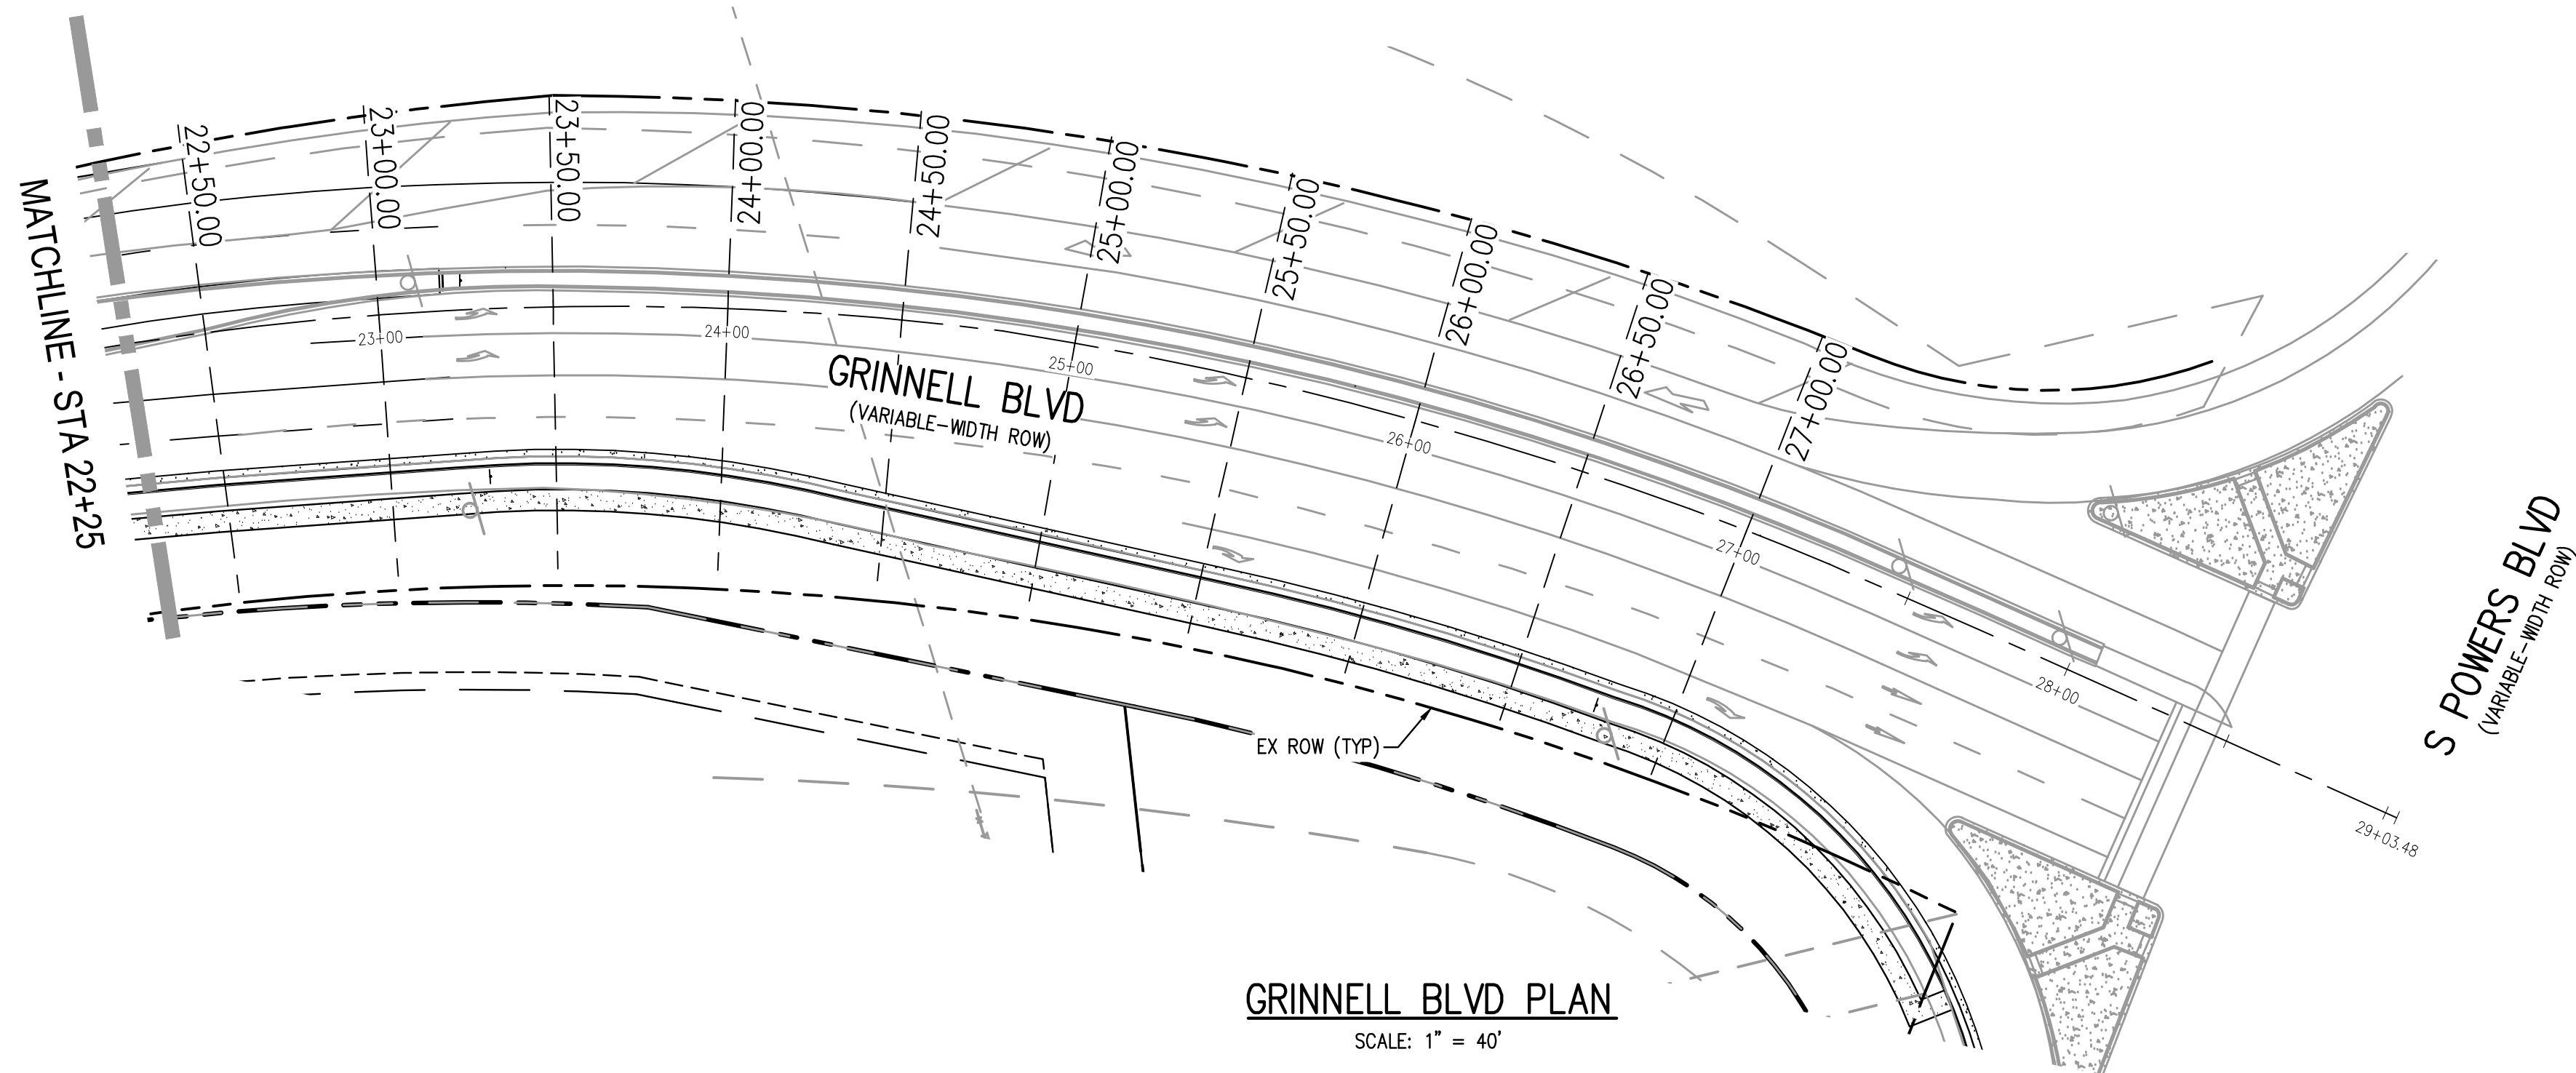 MATCHLINE - STA 22+25
22+50.00
23+00.00
23+50.00
24+00.00
24+50.00
25+00.00
25+50.00
26+00.00
26+50.00
27+00.00
23+00
24+00
25+00
26+00
27+00
28+00
29+03.48
GRINNELL BLVD
(VARIABLE-WIDTH ROW)
S POWERS BLVD
(VARIABLE-WIDTH ROW)
EX ROW (TYP)
GRINNELL BLVD PLAN
SCALE: 1" = 40'